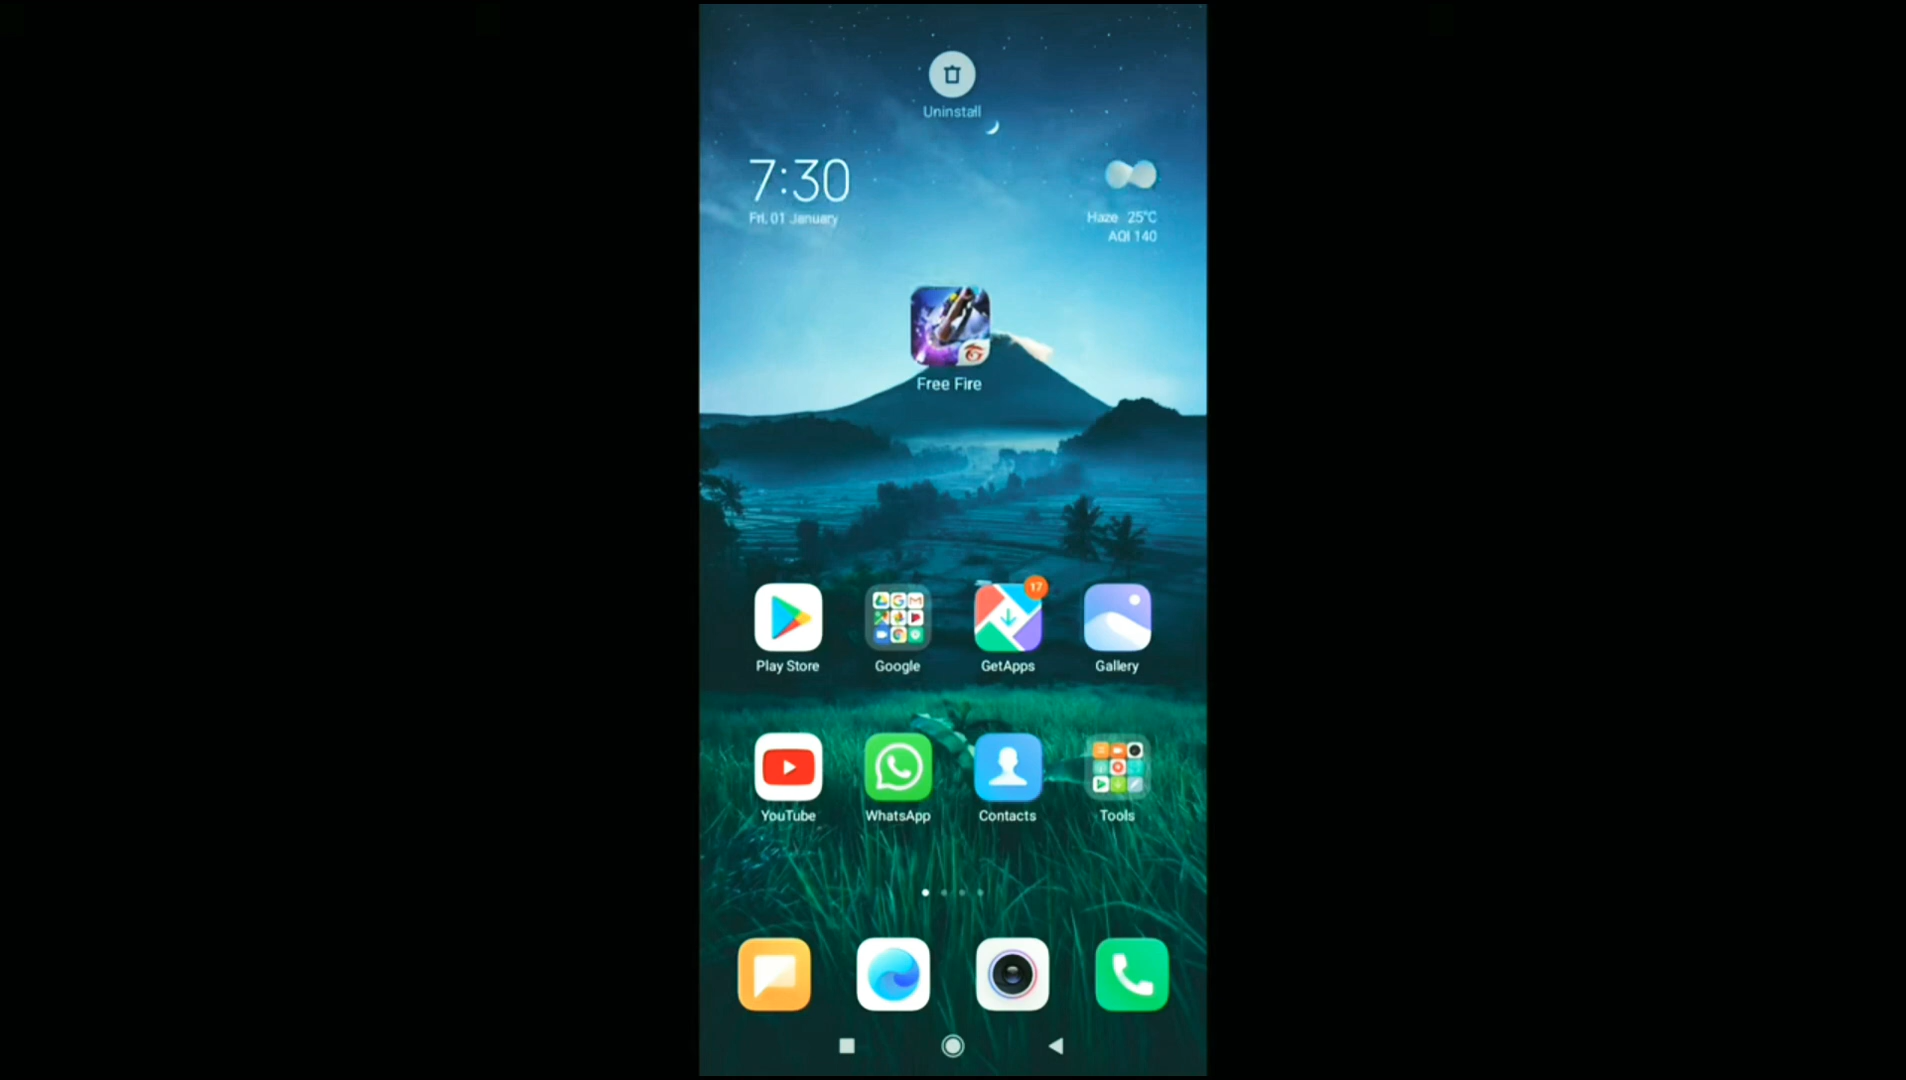 Uninstall
7:30
Fri, 01 January
Haze 25°C
AQI 140
Free Fire
17
Play Store
Google
GetApps
Gallery
YouTube
WhatsApp
Contacts
Tools